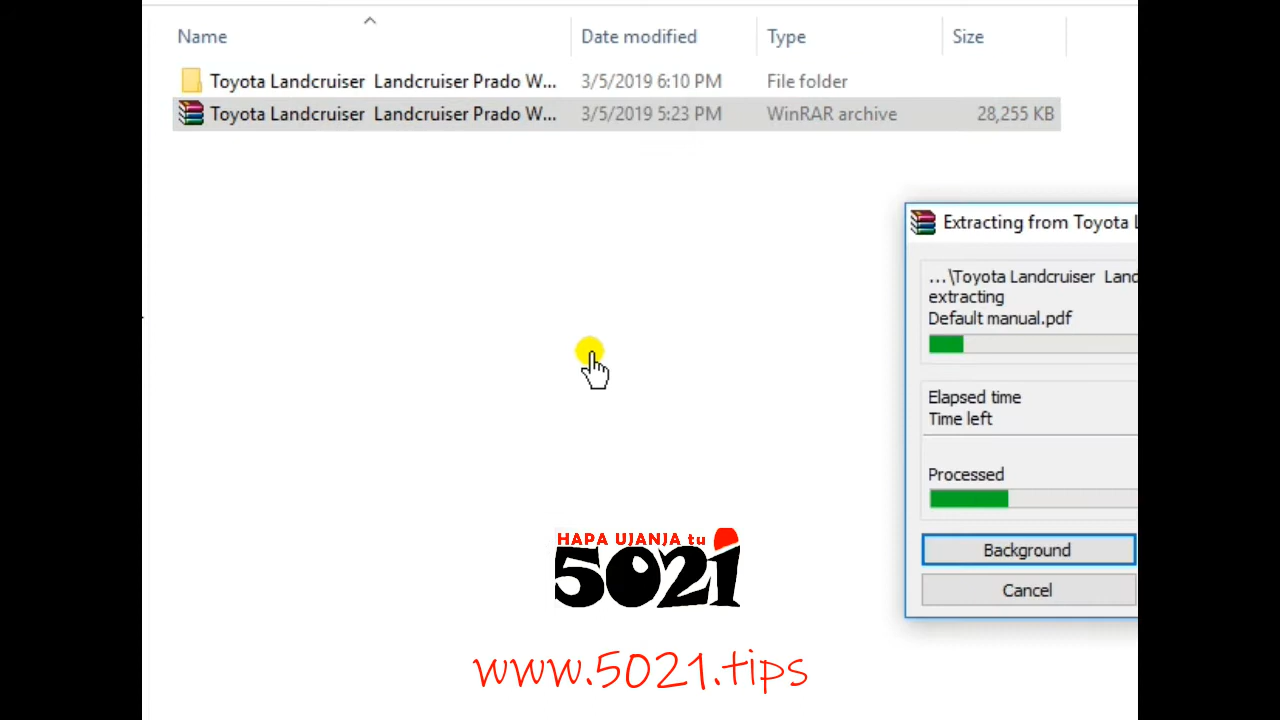 Name Date modified Type Size
Toyota Landcruiser Landcruiser Prado W... 3/5/2019 6:10 PM File folder
Toyota Landcruiser Landcruiser Prado W... 3/5/2019 5:23 PM WinRAR archive 28,255 KB
Extracting from Toyota L
...\Toyota Landcruiser Land
extracting
Default manual.pdf
Elapsed time
Time left
Processed
Background
Cancel
HAPA UJANJA tu
5021
www.5021.tips